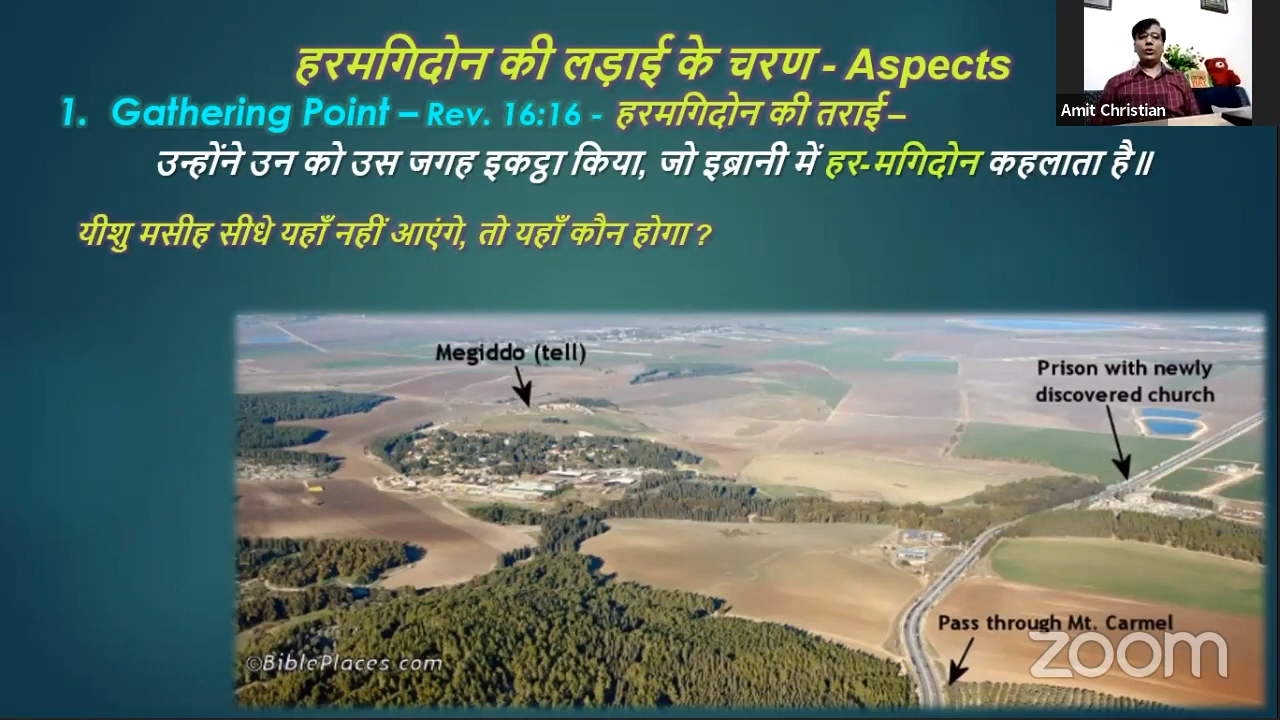 हरमगिदोन की लड़ाई के चरण - Aspects
1. Gathering Point – Rev. 16:16 - हरमगिदोन की तराई –
उन्होंने उन को उस जगह इकट्ठा किया, जो इब्रानी में हर-मगिदोन कहलाता है॥
यीशु मसीह सीधे यहाँ नहीं आएंगे, तो यहाँ कौन होगा ?
Amit Christian
Megiddo (tell)
Prison with newly
discovered church
Pass through Mt. Carmel
©BiblePlaces.com
zoom